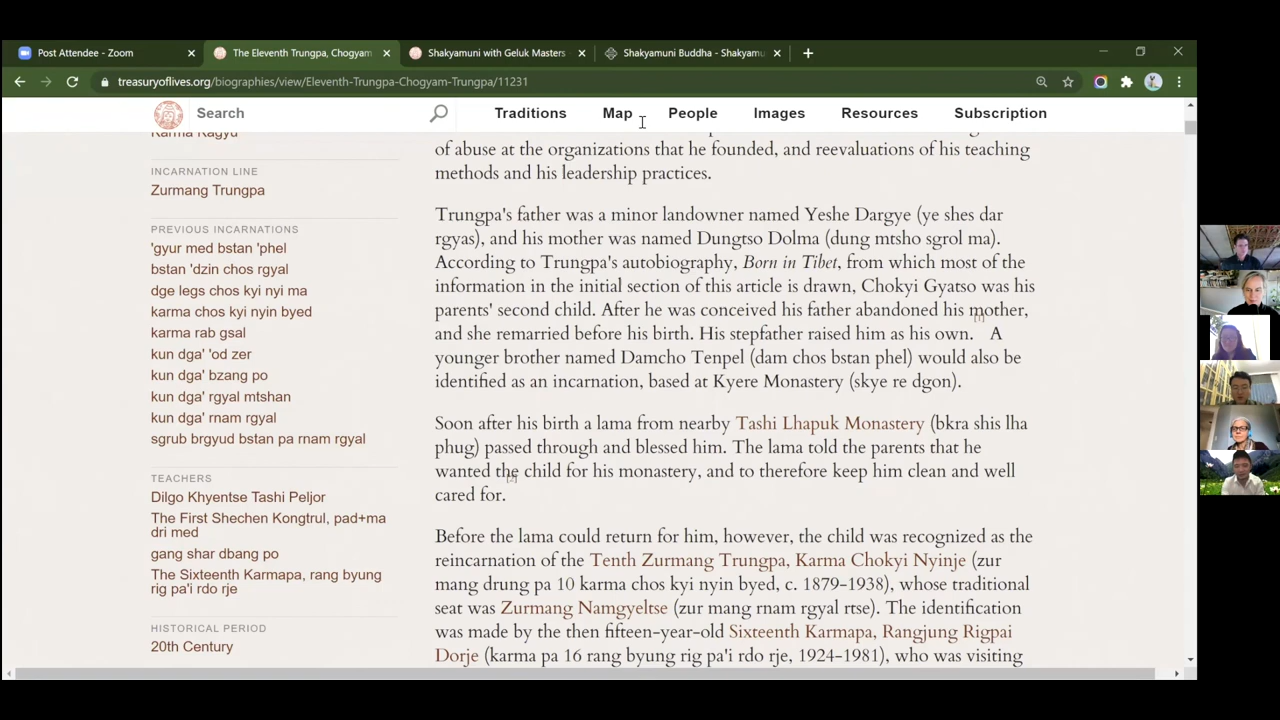 Post Attendee - Zoom
The Eleventh Trungpa, Chogyam
Shakyamuni with Geluk Masters -
Shakyamuni Buddha - Shakyamu
treasuryoflives.org/biographies/view/Eleventh-Trungpa-Chogyam-Trungpa/11231
Search
Traditions
Map
People
Images
Resources
Subscription
Karma Kagyu
INCARNATION LINE
Zurmang Trungpa
PREVIOUS INCARNATIONS
'gyur med bstan 'phel
bstan 'dzin chos rgyal
dge legs chos kyi nyi ma
karma chos kyi nyin byed
karma rab gsal
kun dga' 'od zer
kun dga' bzang po
kun dga' rgyal mtshan
kun dga' rnam rgyal
sgrub brgyud bstan pa rnam rgyal
TEACHERS
Dilgo Khyentse Tashi Peljor
The First Shechen Kongtrul, pad+ma
dri med
gang shar dbang po
The Sixteenth Karmapa, rang byung
rig pa'i rdo rje
HISTORICAL PERIOD
20th Century
of abuse at the organizations that he founded, and reevaluations of his teaching
methods and his leadership practices.
Trungpa's father was a minor landowner named Yeshe Dargye (ye shes dar
rgyas), and his mother was named Dungtso Dolma (dung mtsho sgrol ma).
According to Trungpa's autobiography, Born in Tibet, from which most of the
information in the initial section of this article is drawn, Chokyi Gyatso was his
parents' second child. After he was conceived his father abandoned his mother,
and she remarried before his birth. His stepfather raised him as his own. [1] A
younger brother named Damcho Tenpel (dam chos bstan phel) would also be
identified as an incarnation, based at Kyere Monastery (skye re dgon).
Soon after his birth a lama from nearby Tashi Lhapuk Monastery (bkra shis lha
phug) passed through and blessed him. The lama told the parents that he
wanted the child for his monastery, and to therefore keep him clean and well
cared for. [2]
Before the lama could return for him, however, the child was recognized as the
reincarnation of the Tenth Zurmang Trungpa, Karma Chokyi Nyinje (zur
mang drung pa 10 karma chos kyi nyin byed, c. 1879-1938), whose traditional
seat was Zurmang Namgyeltse (zur mang rnam rgyal rtse). The identification
was made by the then fifteen-year-old Sixteenth Karmapa, Rangjung Rigpai
Dorje (karma pa 16 rang byung rig pa'i rdo rje, 1924-1981), who was visiting